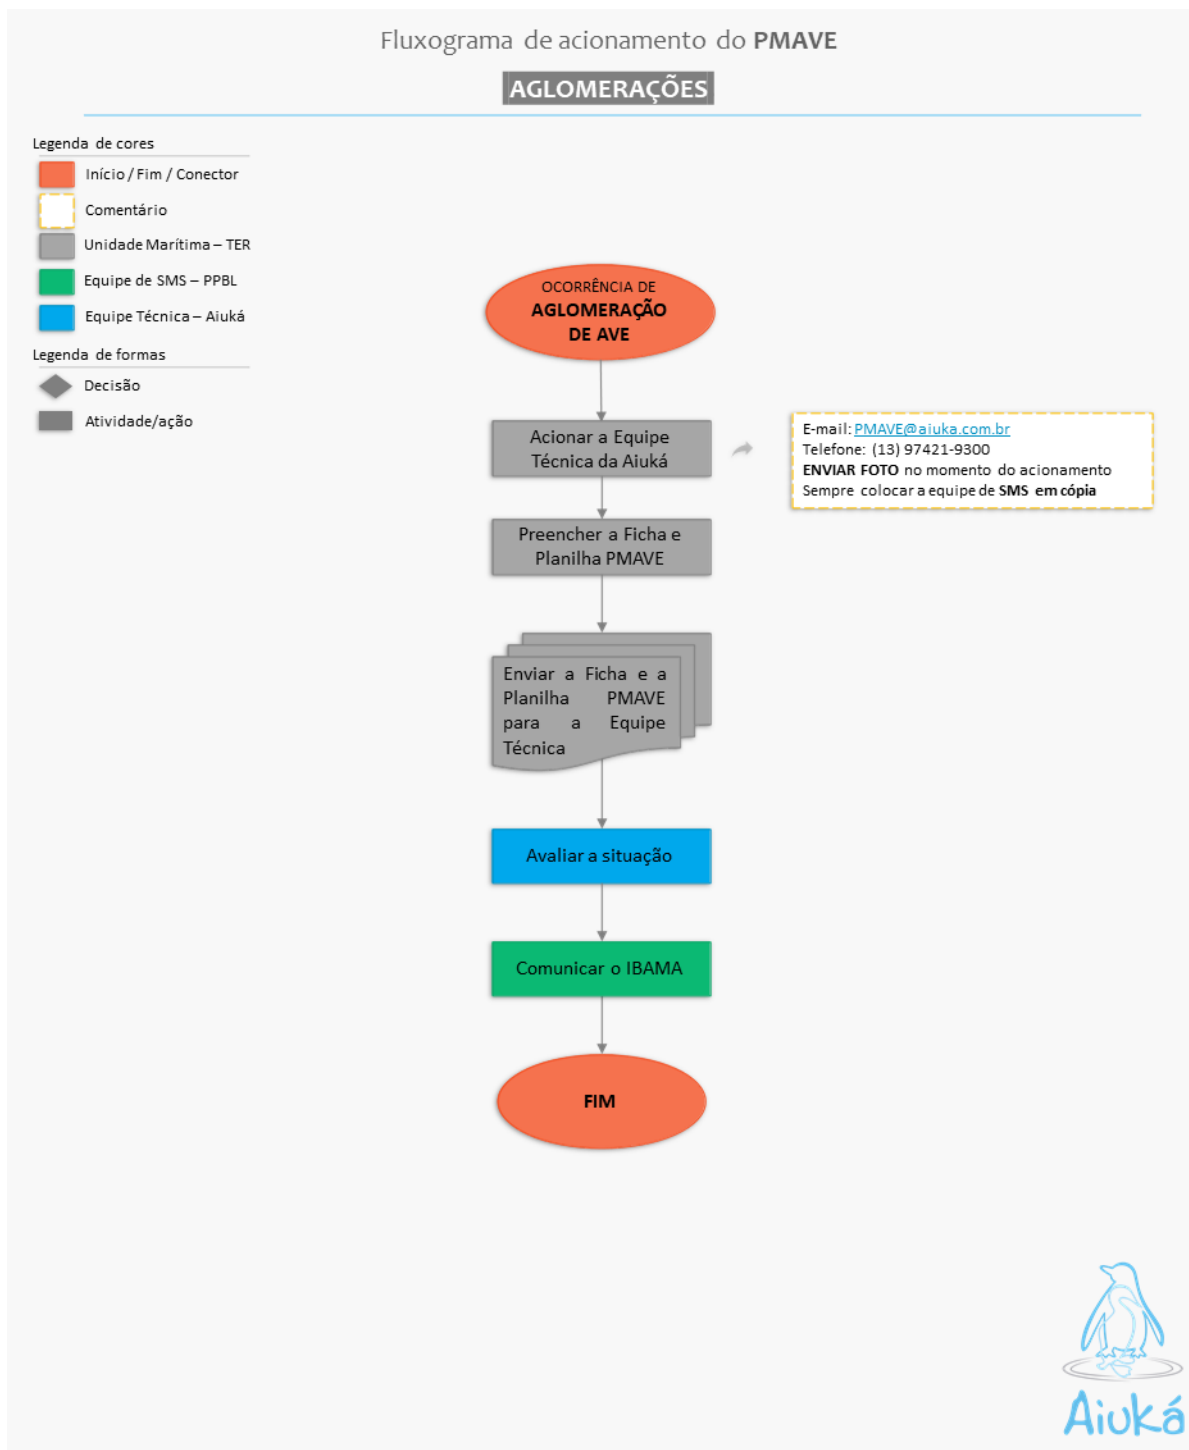 Fluxograma de acionamento do PMAVE
AGLOMERAÇÕES
Legenda de cores
Início / Fim / Conector
Comentário
Unidade Marítima – TER
Equipe de SMS – PPBL
Equipe Técnica – Aiuká
Legenda de formas
Decisão
Atividade/ação
OCORRÊNCIA DE
AGLOMERAÇÃO
DE AVE
Acionar a Equipe
Técnica da Aiuká
E-mail: PMAVE@aiuka.com.br
Telefone: (13) 97421-9300
ENVIAR FOTO no momento do acionamento
Sempre colocar a equipe de SMS em cópia
Preencher a Ficha e
Planilha PMAVE
Enviar a Ficha e a
Planilha PMAVE
para a Equipe
Técnica
Avaliar a situação
Comunicar o IBAMA
FIM
Aiuká